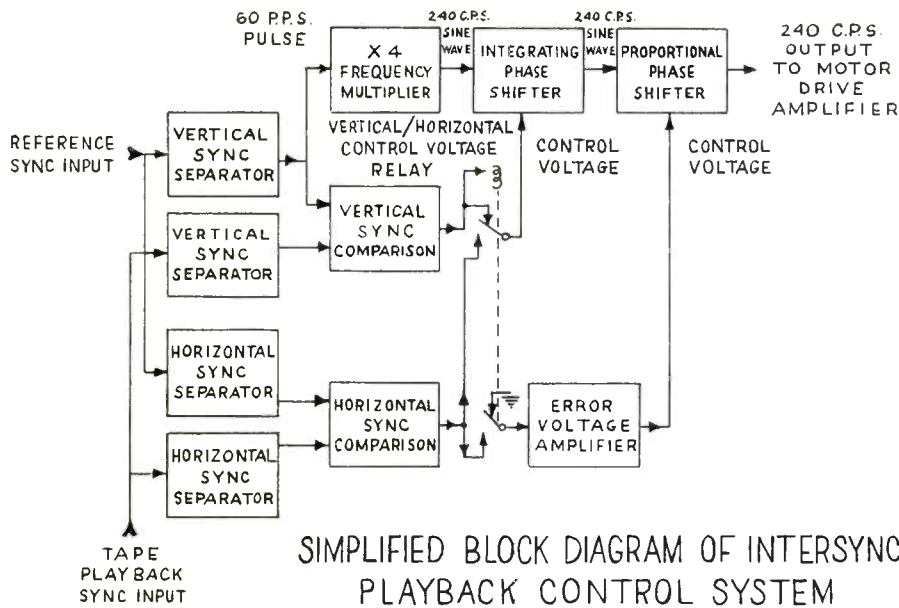 60 P.P.S.
PULSE
240 C.P.S.
SINE
WAVE
240 C.P.S.
SINE
WAVE
X 4
FREQUENCY
MULTIPLIER
INTEGRATING
PHASE
SHIFTER
PROPORTIONAL
PHASE
SHIFTER
240 C.P.S.
OUTPUT
TO MOTOR
DRIVE
AMPLIFIER
REFERENCE
SYNC INPUT
VERTICAL
SYNC
SEPARATOR
VERTICAL/HORIZONTAL
CONTROL VOLTAGE
RELAY
CONTROL
VOLTAGE
CONTROL
VOLTAGE
VERTICAL
SYNC
SEPARATOR
VERTICAL
SYNC
COMPARISON
HORIZONTAL
SYNC
SEPARATOR
HORIZONTAL
SYNC
COMPARISON
ERROR
VOLTAGE
AMPLIFIER
HORIZONTAL
SYNC
SEPARATOR
TAPE
PLAYBACK
SYNC INPUT
SIMPLIFIED BLOCK DIAGRAM OF INTERSYNC
PLAYBACK CONTROL SYSTEM